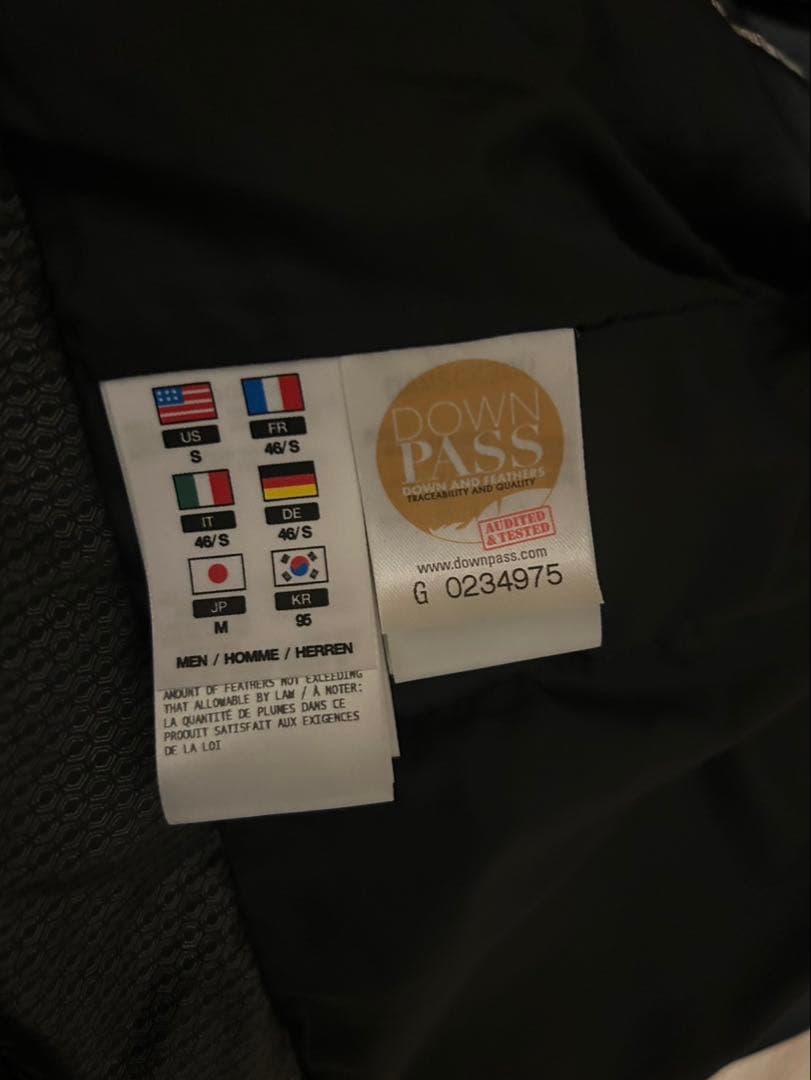 US
S
FR
46/S
IT
46/S
DE
46/S
JP
M
KR
95
MEN / HOMME / HERREN
AMOUNT OF FEATHERS NOT EXCEEDING
THAT ALLOWABLE BY LAW / À NOTER:
LA QUANTITÉ DE PLUMES DANS CE
PRODUIT SATISFAIT AUX EXIGENCES
DE LA LOI
DOWN
PASS
DOWN AND FEATHERS
TRACEABILITY AND QUALITY
AUDITED
& TESTED
www.downpass.com
G 0234975